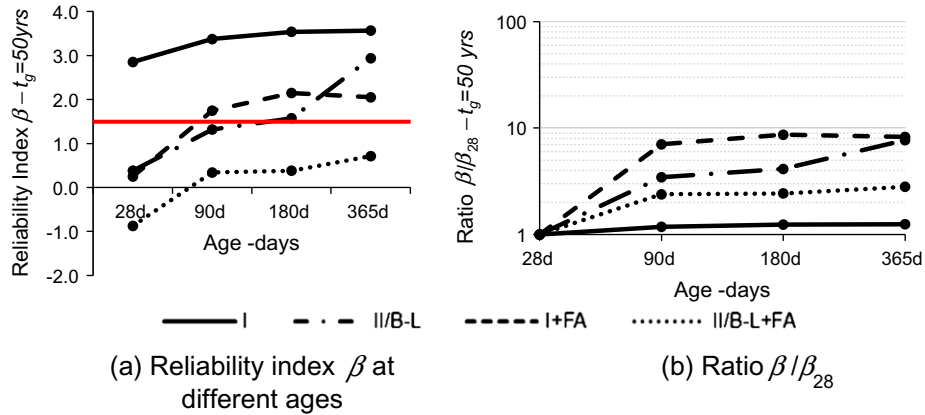 Reliability Index β – t_g=50yrs
4.0
3.0
2.0
1.0
0.0
-1.0
-2.0
28d 90d 180d 365d
Age -days
Ratio β/β28 – t_g=50 yrs
100
10
1
28d 90d 180d 365d
Age -days
I II/B-L I+FA II/B-L+FA
(a) Reliability index β at
different ages
(b) Ratio β/β28